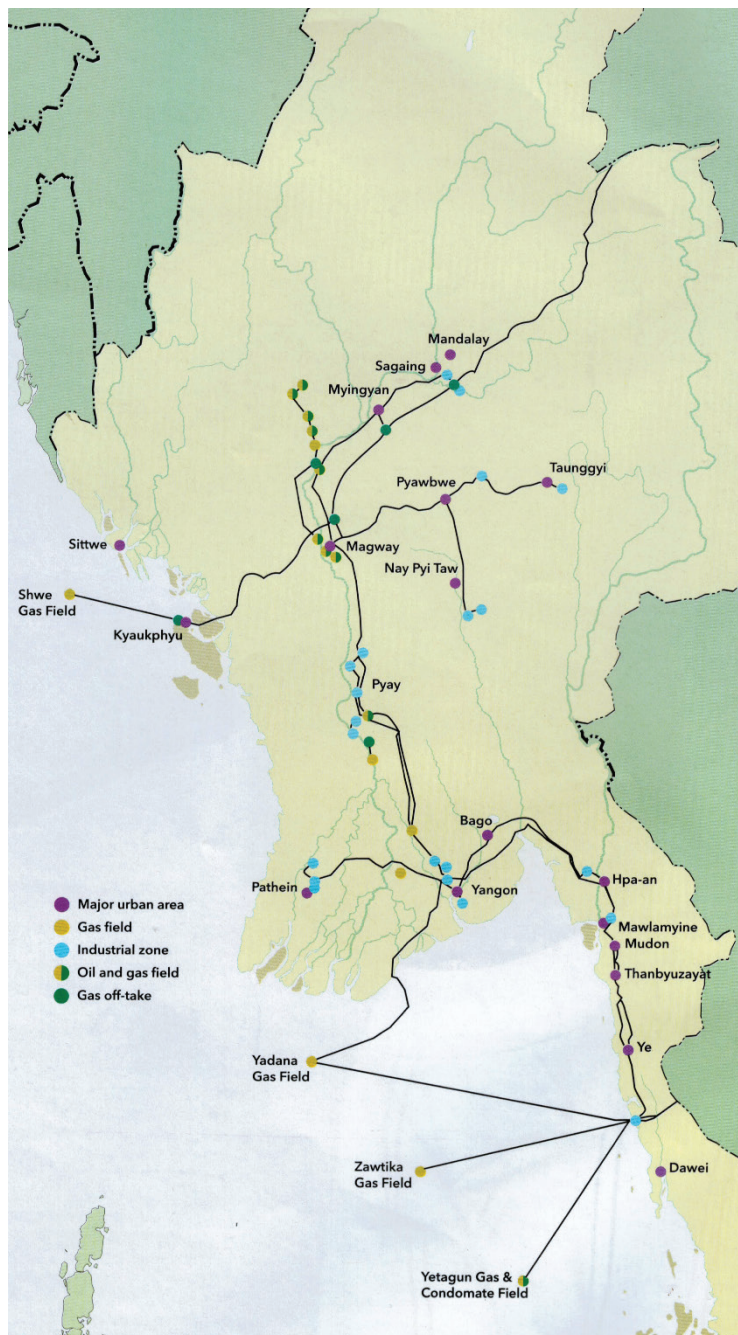 Mandalay
Sagaing
Myingyan
Pyawbwe
Taunggyi
Sittwe
Magway
Nay Pyi Taw
Shwe
Gas Field
Kyaukphyu
Pyay
Bago
Hpa-an
Pathein
Yangon
Major urban area
Gas field
Industrial zone
Oil and gas field
Gas off-take
Mawlamyine
Mudon
Thanbyuzayat
Ye
Yadana
Gas Field
Zawtika
Gas Field
Dawei
Yetagun Gas &
Condomate Field